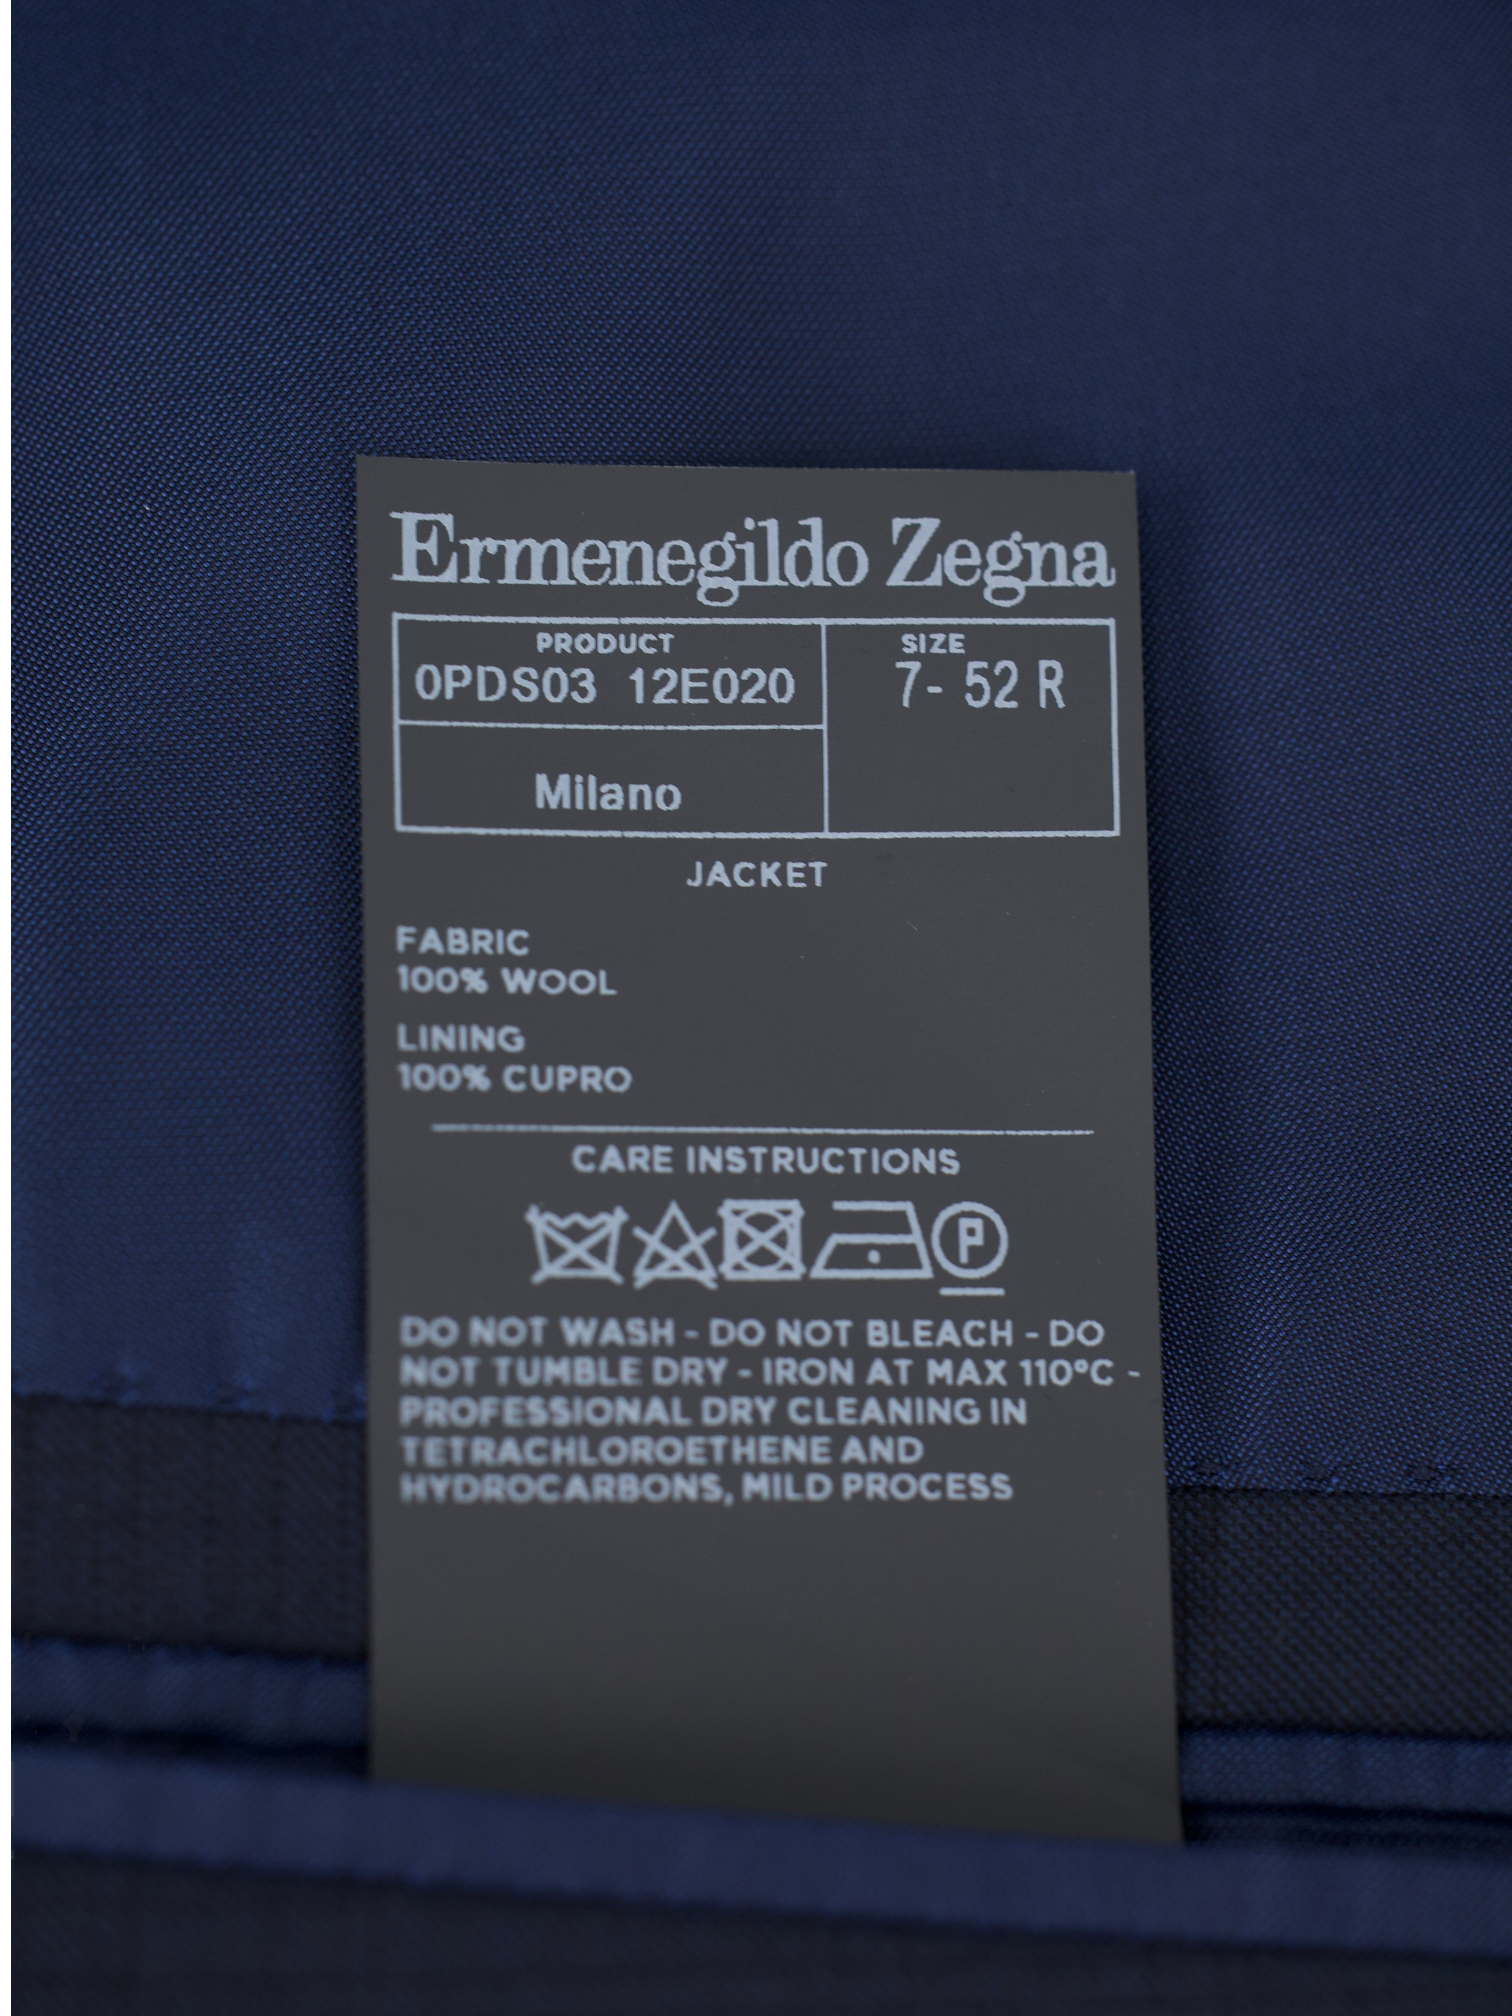 Ermenegildo Zegna
PRODUCT
0PDS03 12E020
SIZE
7- 52 R
Milano
JACKET
FABRIC
100% WOOL
LINING
100% CUPRO
CARE INSTRUCTIONS
P
DO NOT WASH - DO NOT BLEACH - DO
NOT TUMBLE DRY - IRON AT MAX 110°C -
PROFESSIONAL DRY CLEANING IN
TETRACHLOROETHENE AND
HYDROCARBONS, MILD PROCESS